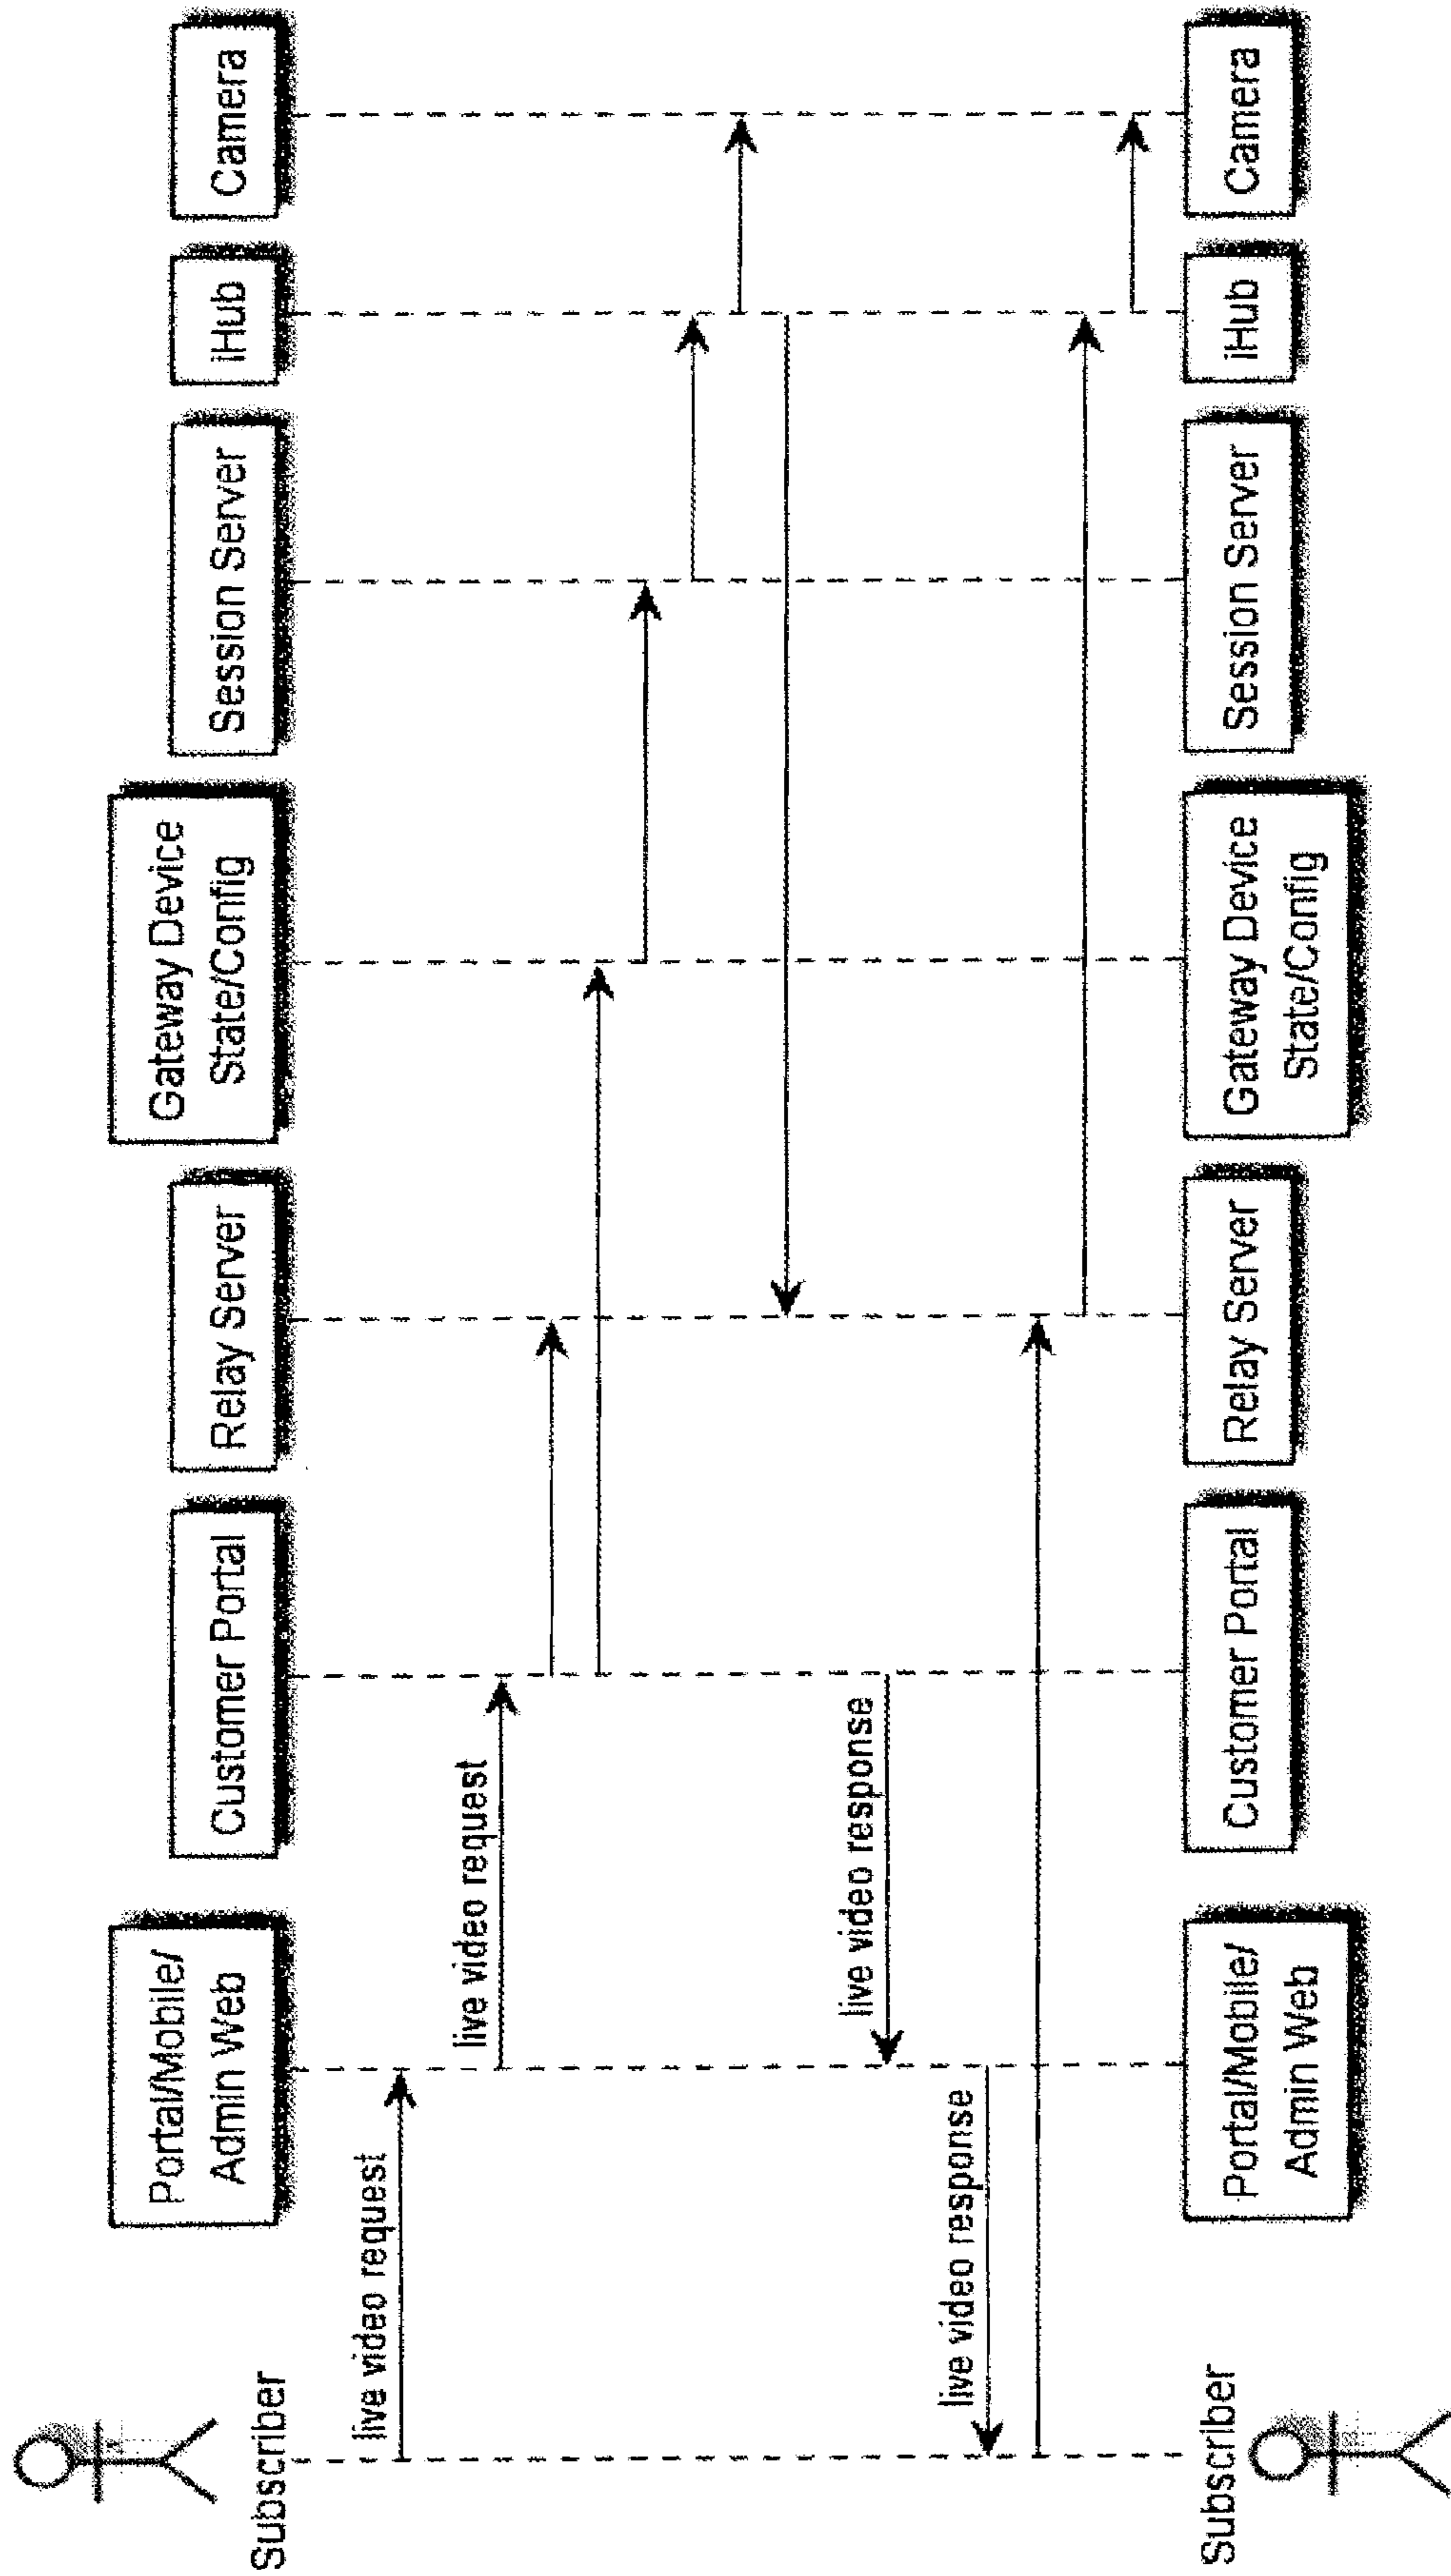 Subscriber
Portal/Mobile/
Admin Web
Customer Portal
Relay Server
Gateway Device
State/Config
Session Server
iHub
Camera
live video request
live video request
live video response
live video response
Subscriber
Portal/Mobile/
Admin Web
Customer Portal
Relay Server
Gateway Device
State/Config
Session Server
iHub
Camera